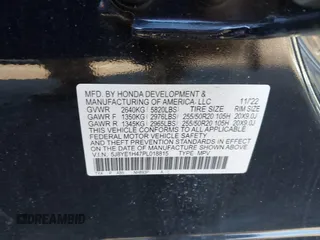 MFD. BY HONDA DEVELOPMENT & 11/22
MANUFACTURING OF AMERICA, LLC.
GVWR 2640KG 5820LBS TIRE SIZE RIM SIZE
GAWR F. 1350KG 2976LBS 255/50R20 105H 20X9.0J
GAWR R. 1345KG 2965LBS 255/50R20 105H 20X9.0J
THIS VEHICLE CONFORMS TO ALL APPLICABLE
FEDERAL MOTOR VEHICLE SAFETY AND THEFT
PREVENTION STANDARDS IN EFFECT ON THE DATE
OF MANUFACTURE SHOWN ABOVE.
V.I.N.: 5J8YE1H47PL018815 TYPE: MPV
DREAMBID